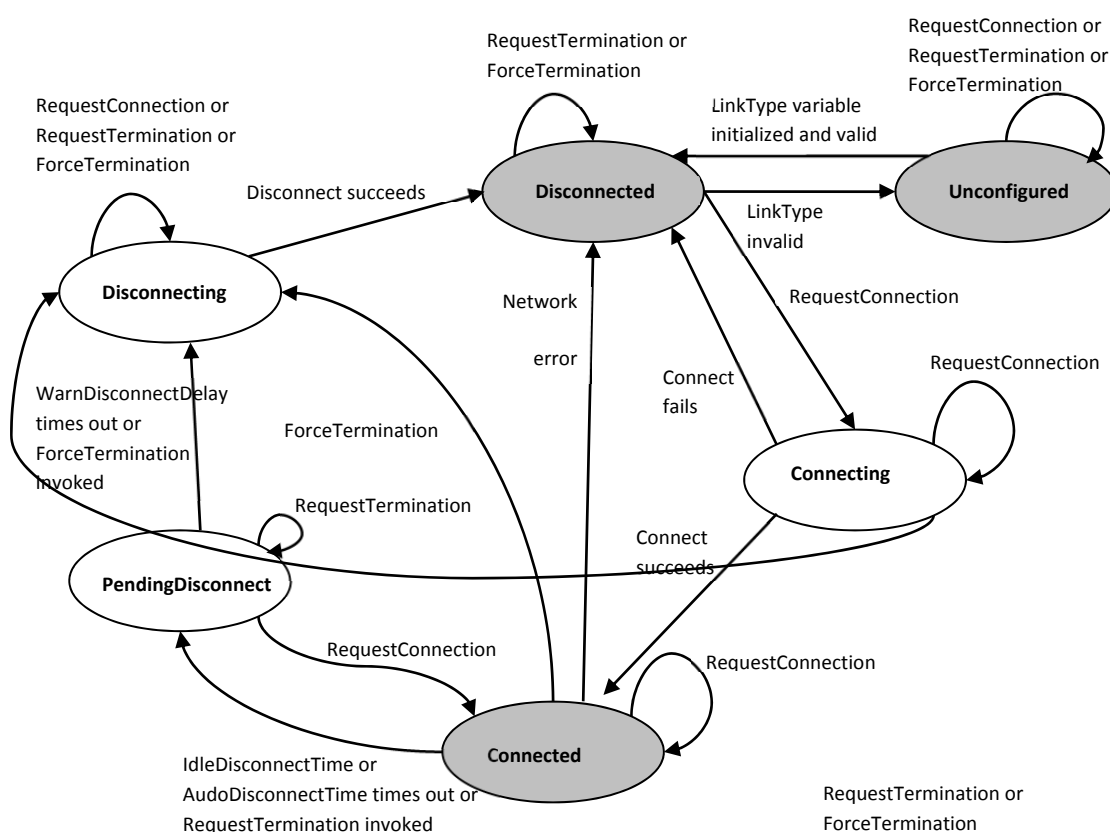 RequestTermination or
ForceTermination
RequestConnection or
RequestTermination or
ForceTermination
RequestConnection or
RequestTermination or
ForceTermination
LinkType variable
initialized and valid
Disconnect succeeds
Disconnected
Unconfigured
LinkType
invalid
Disconnecting
Network
error
RequestConnection
Connect
fails
RequestConnection
WarnDisconnectDelay
times out or
ForceTermination
invoked
ForceTermination
Connecting
RequestTermination
Connect
succeeds
PendingDisconnect
RequestConnection
RequestConnection
Connected
IdleDisconnectTime or
AudoDisconnectTime times out or
RequestTermination invoked
RequestTermination or
ForceTermination